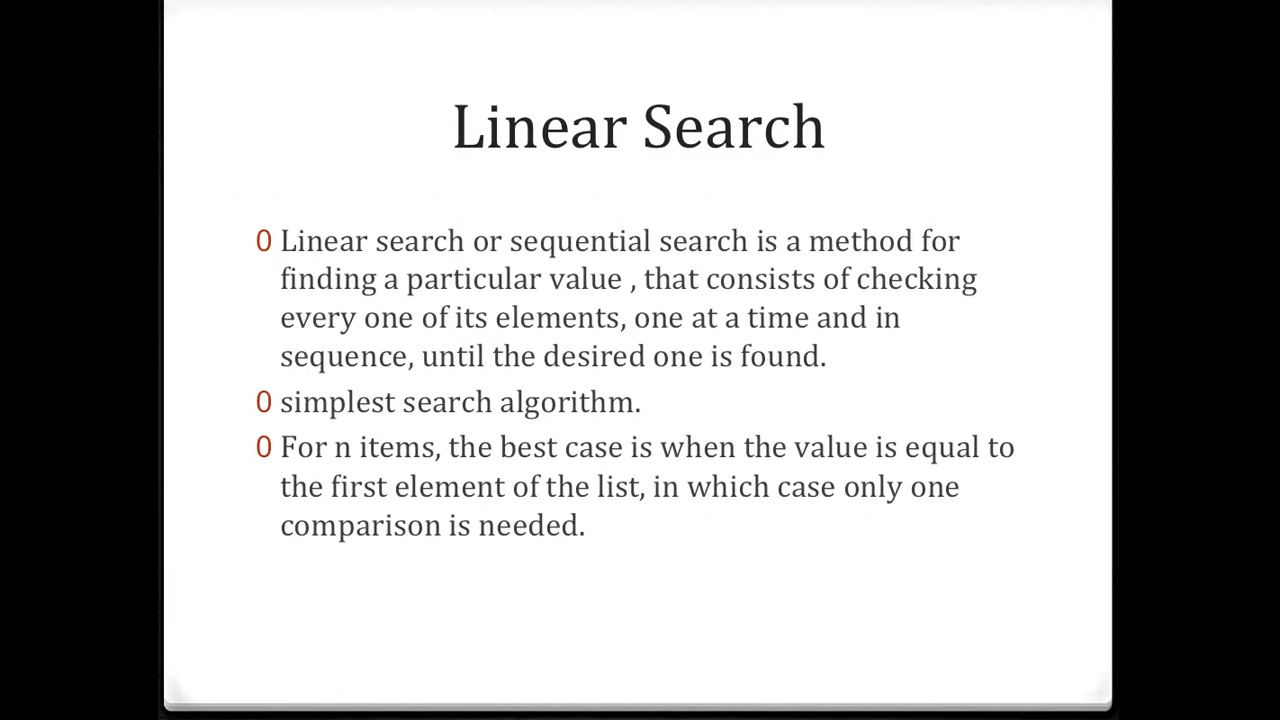 Linear Search
0 Linear search or sequential search is a method for
finding a particular value , that consists of checking
every one of its elements, one at a time and in
sequence, until the desired one is found.
0 simplest search algorithm.
0 For n items, the best case is when the value is equal to
the first element of the list, in which case only one
comparison is needed.